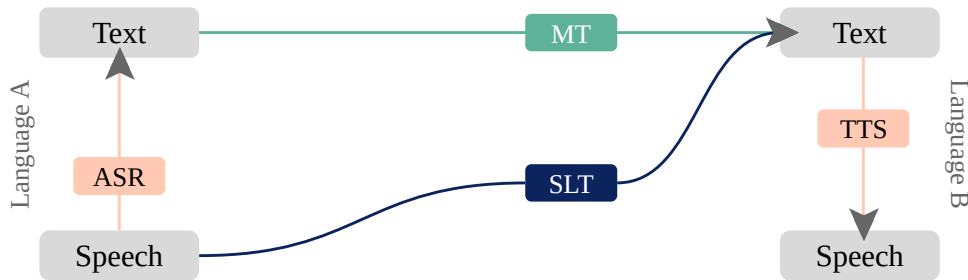 Text
MT
Text
Language A
Language B
TTS
ASR
SLT
Speech
Speech